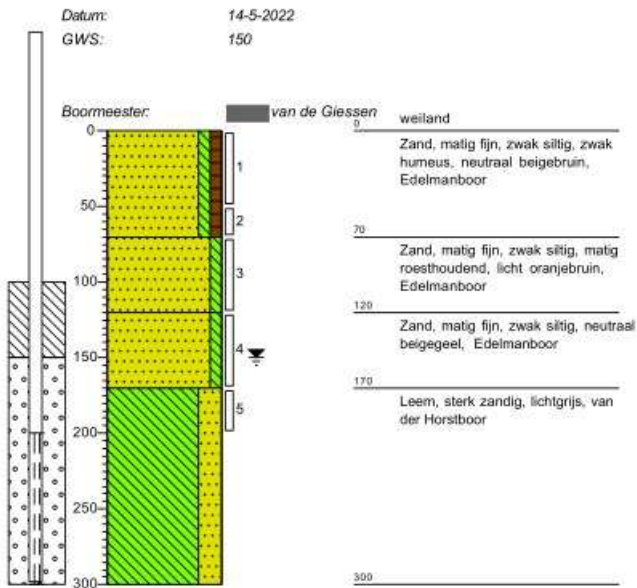 Datum: 14-5-2022
GWS: 150
Boormeester: van de Giessen
0
50
100
150
200
250
300
1
2
3
4
5
0 weiland
Zand, matig fijn, zwak siltig, zwak
humeus, neutraal beigebruin,
Edelmanboor
70
Zand, matig fijn, zwak siltig, matig
roesthoudend, licht oranjebruin,
Edelmanboor
120
Zand, matig fijn, zwak siltig, neutraal
beigegeel, Edelmanboor
170
Leem, sterk zandig, lichtgrijs, van
der Horstboor
300